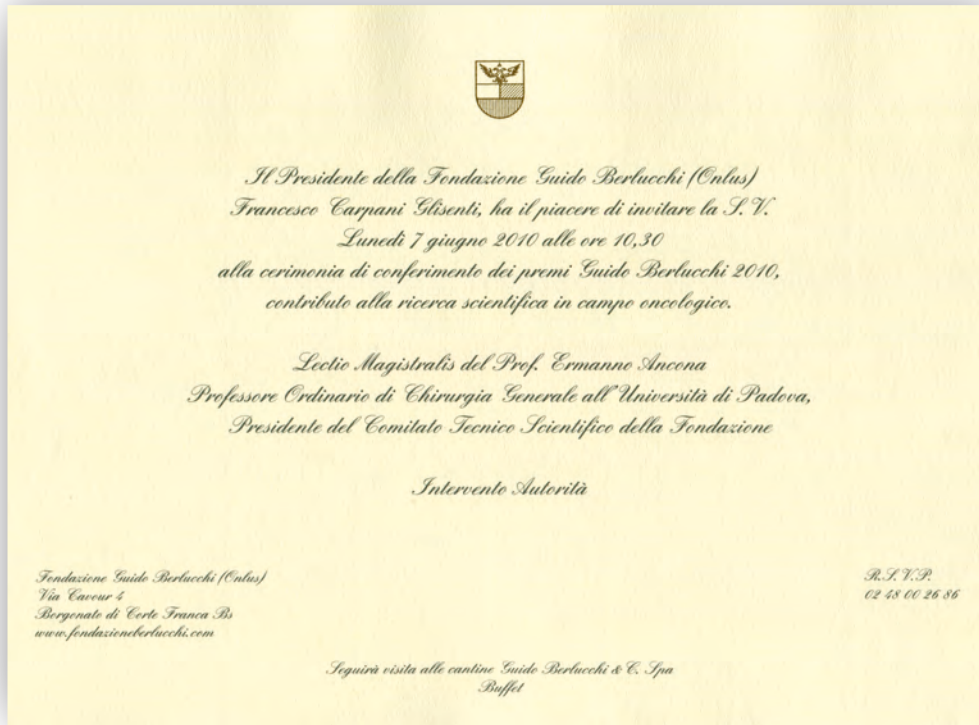 Il Presidente della Fondazione Guido Berlucchi (Onlus)
Francesco Carpani Glisenti, ha il piacere di invitare la S. V.
Lunedì 7 giugno 2010 alle ore 10,30
alla cerimonia di conferimento dei premi Guido Berlucchi 2010,
contributo alla ricerca scientifica in campo oncologico.
Lectio Magistralis del Prof. Ermanno Ancona
Professore Ordinario di Chirurgia Generale all'Università di Padova,
Presidente del Comitato Tecnico Scientifico della Fondazione
Intervento Autorità
Fondazione Guido Berlucchi (Onlus)
Via Cavour 4
Borgonato di Corte Franca Bs
www.fondazioneberlucchi.com
R.S.V.P.
02 48 00 26 86
Seguirà visita alle cantine Guido Berlucchi & C. Spa
Buffet